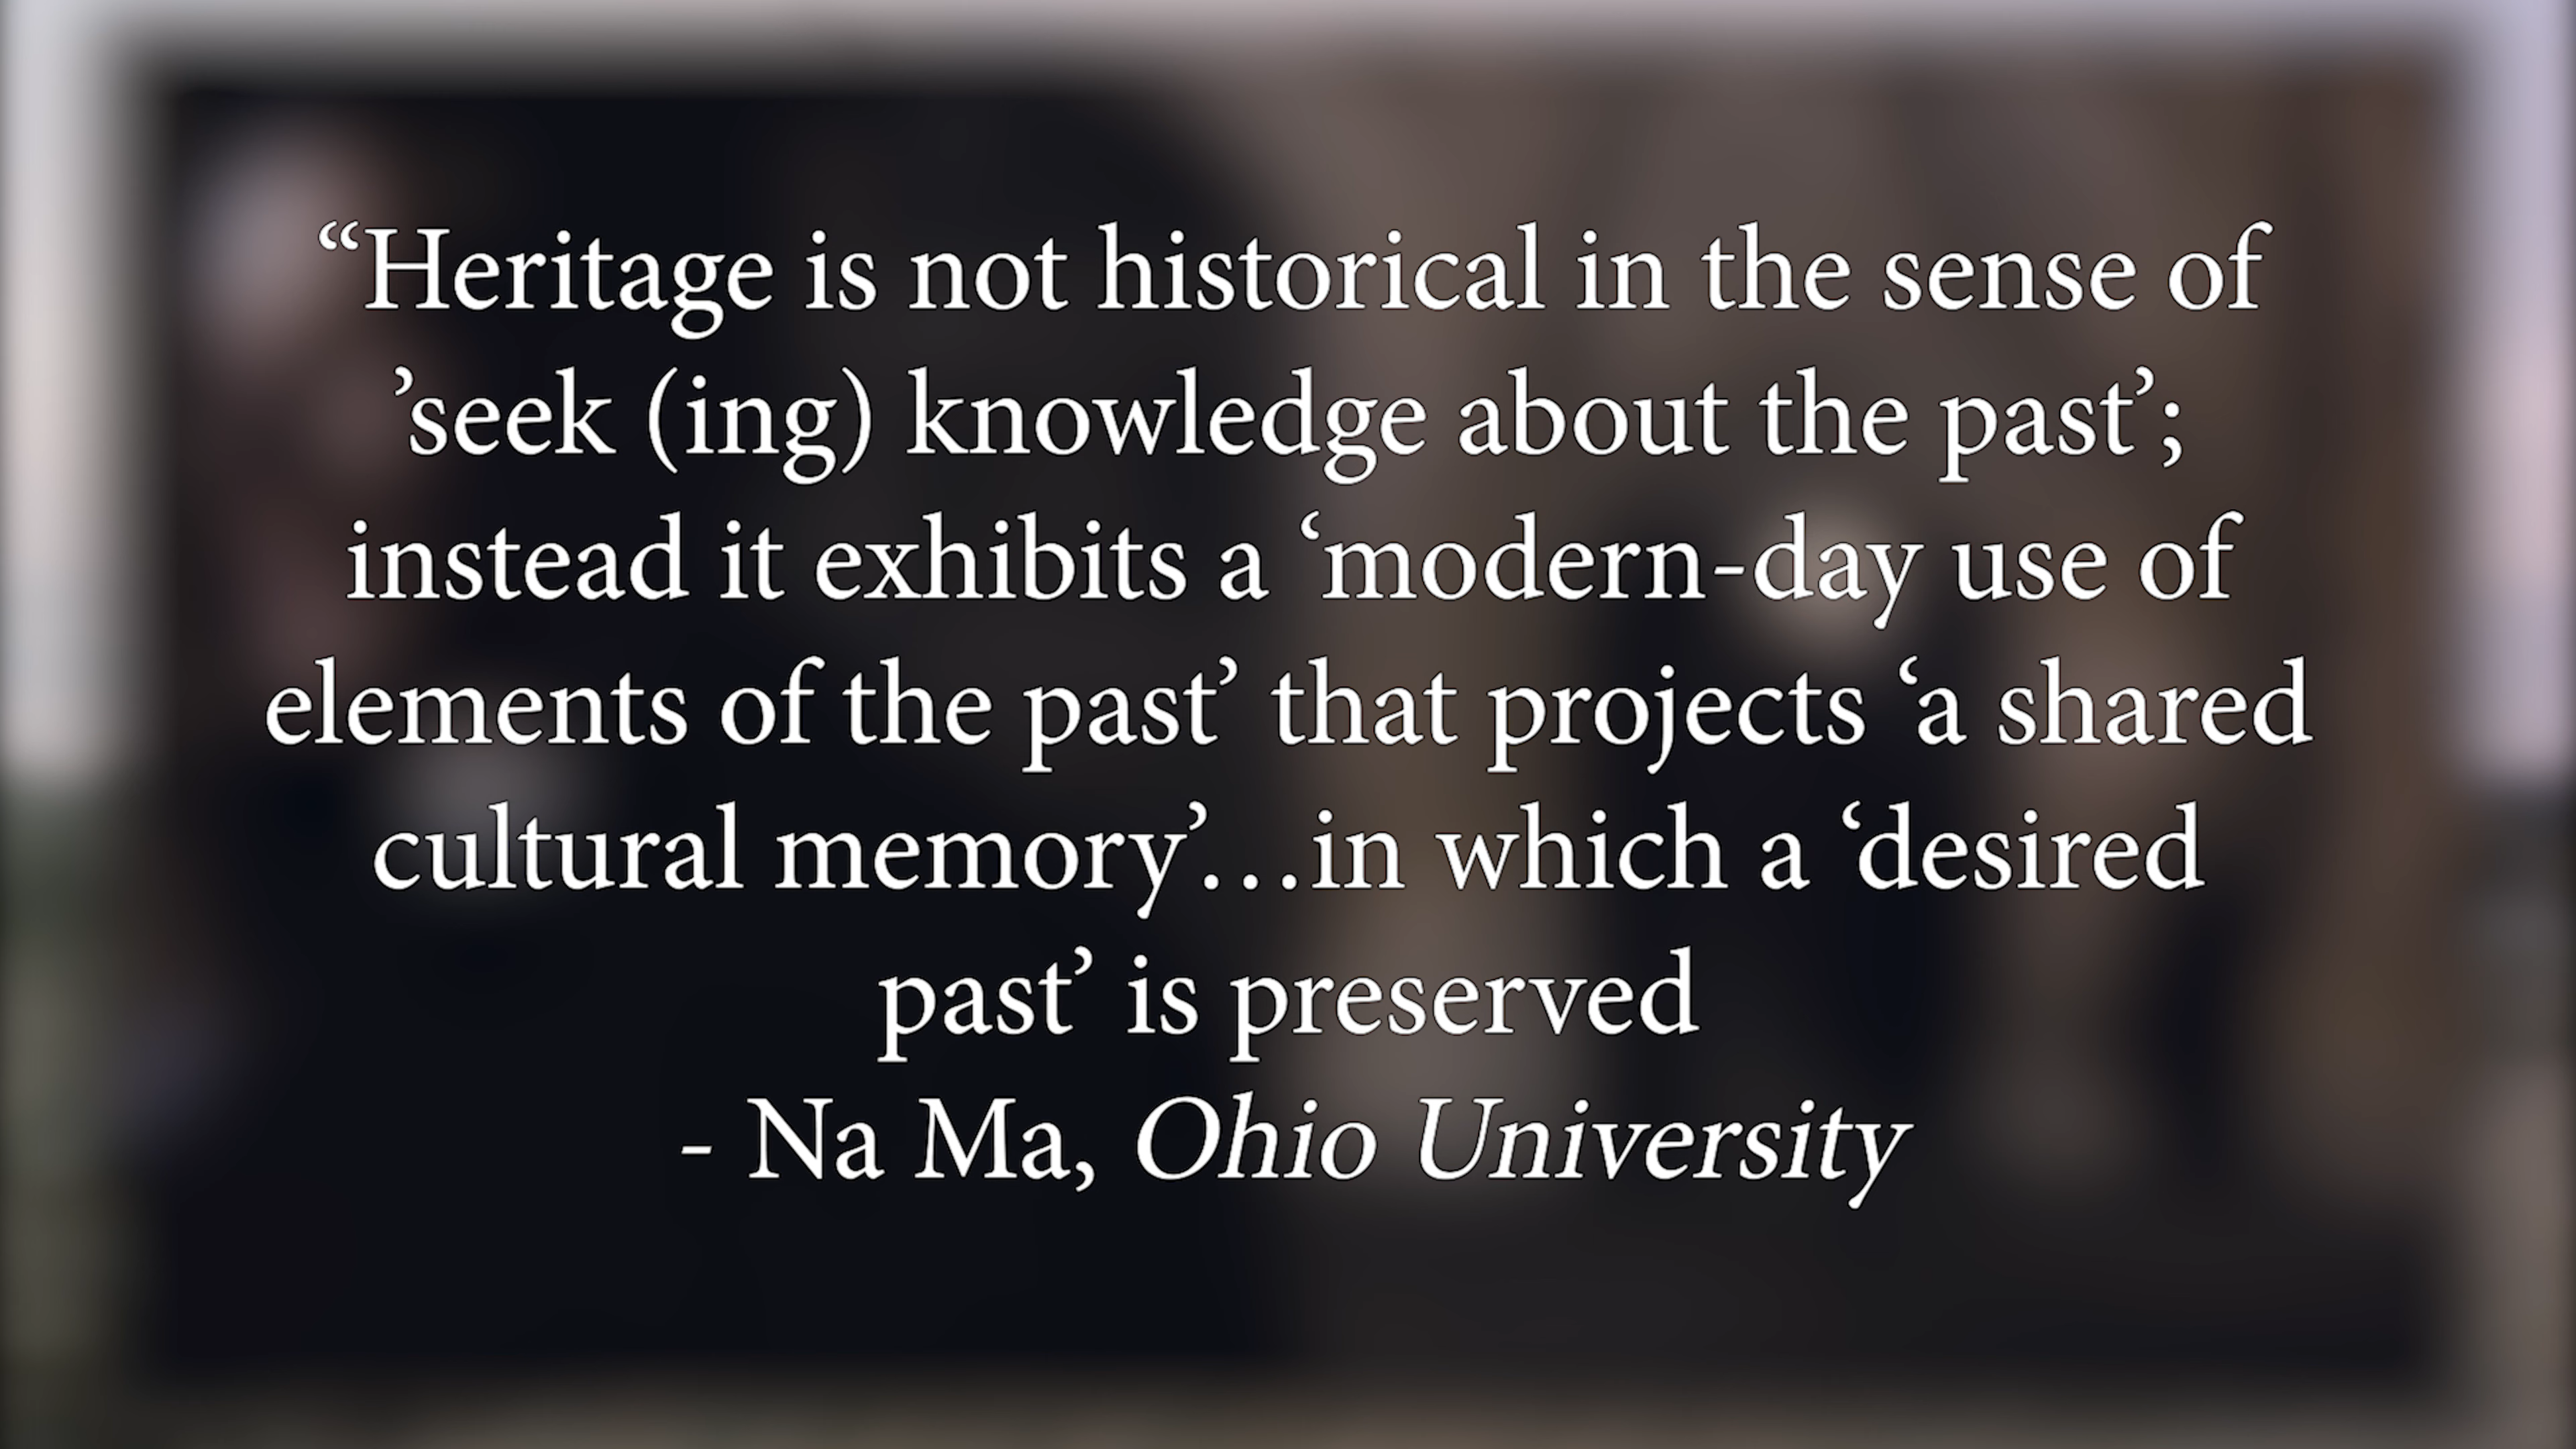 “Heritage is not historical in the sense of
’seek (ing) knowledge about the past’;
instead it exhibits a ‘modern-day use of
elements of the past’ that projects ‘a shared
cultural memory’…in which a ‘desired
past’ is preserved
- Na Ma, Ohio University